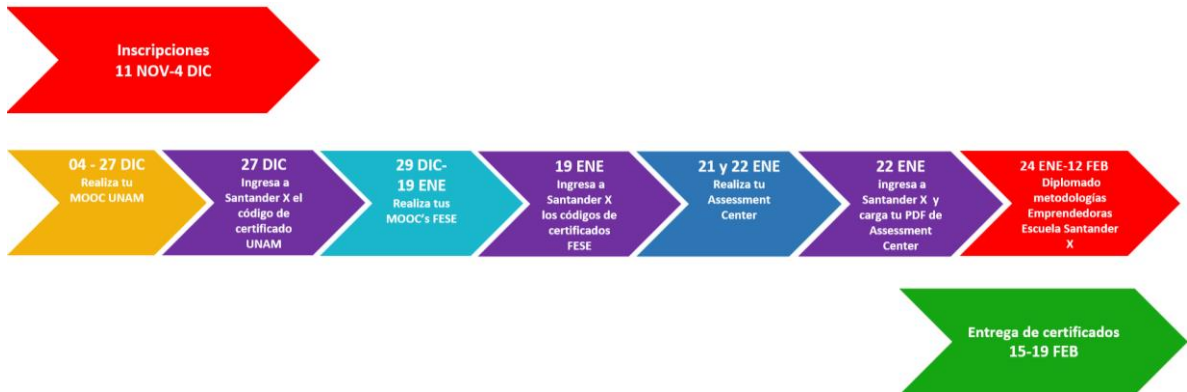 Inscripciones
11 NOV-4 DIC
04 - 27 DIC
Realiza tu
MOOC UNAM
27 DIC
Ingresa a
Santander X el
código de
certificado
UNAM
29 DIC-
19 ENE
Realiza tus
MOOC's FESE
19 ENE
Ingresa a
Santander X
los códigos de
certificados
FESE
21 y 22 ENE
Realiza tu
Assessment
Center
22 ENE
ingresa a
Santander X y
carga tu PDF de
Assessment
Center
24 ENE-12 FEB
Diplomado
metodologías
Emprendedoras
Escuela Santander
X
Entrega de certificados
15-19 FEB